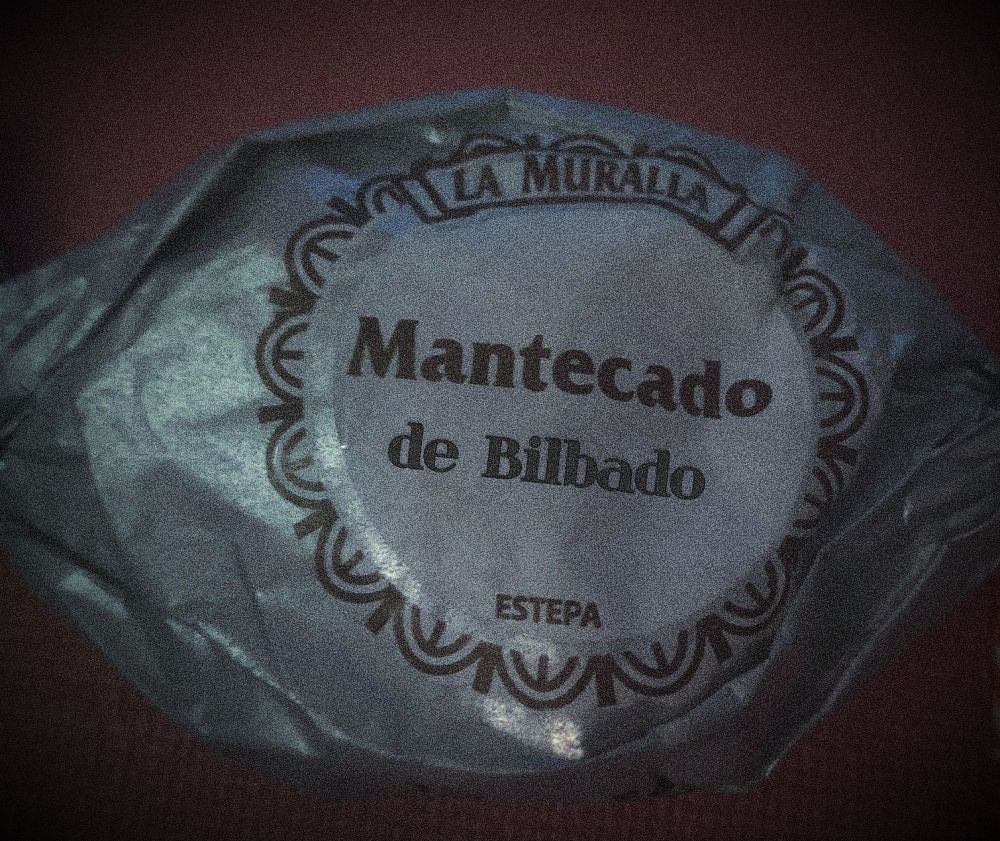 LA MURALLA
Mantecado
de Bilbado
ESTEPA